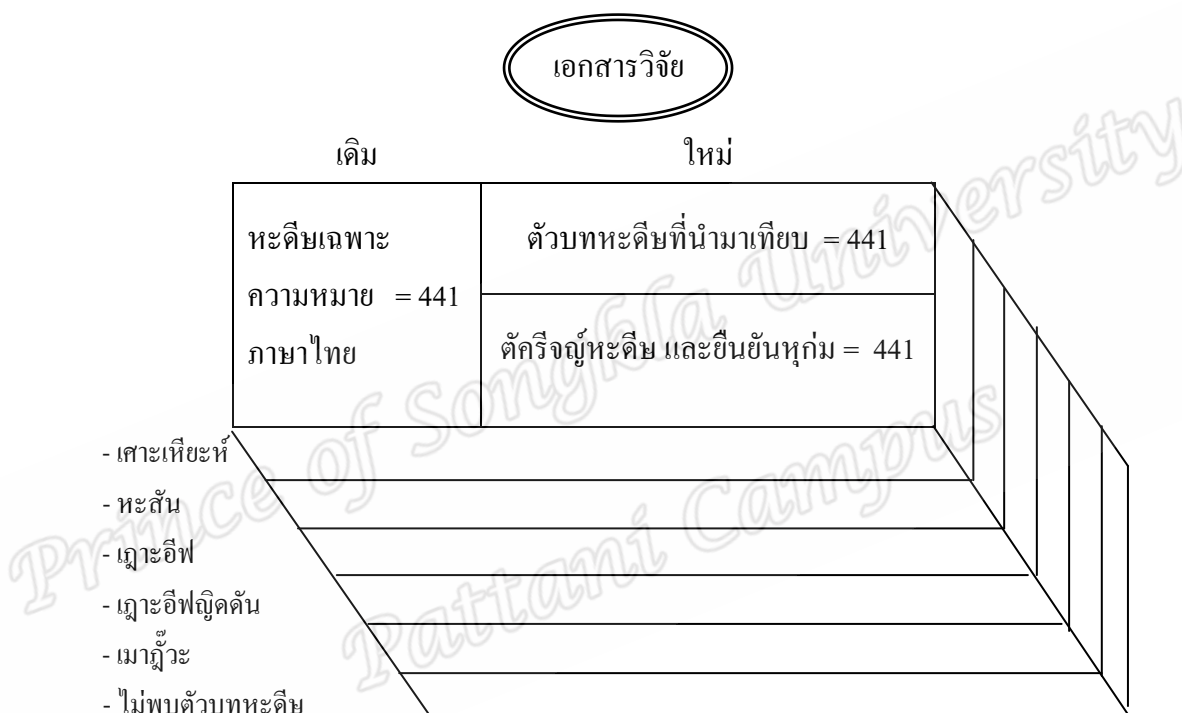 เอกสารวิจัย
เดิม ใหม่
หะดีษเฉพาะ
ความหมาย = 441
ภาษาไทย
ตัวบทหะดีษที่นำมาเทียบ = 441
ตัครีจญ์หะดีษ และยืนยันหุก่ม = 441
- เศาะเหียะห์
- หะสัน
- เฎาะอีฟ
- เฎาะอีฟญิดดัน
- เมาฎั๊วะ
- ไม่พบตัวบทหะดีษ
Prince of Songkla University
Pattani Campus